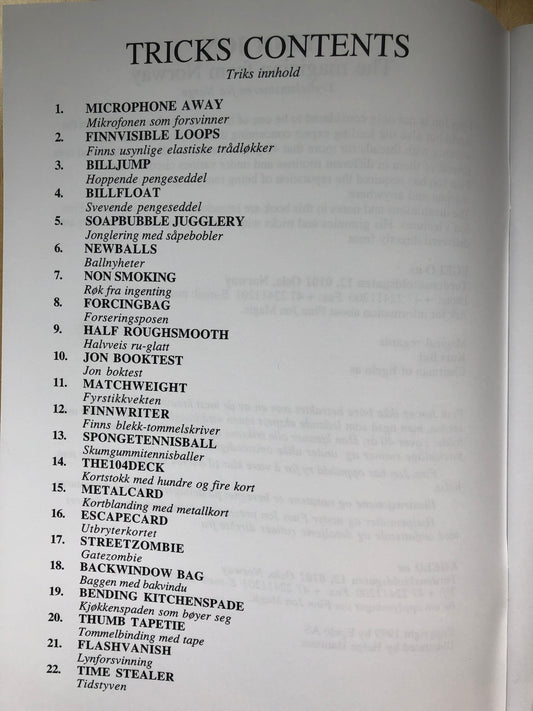 TRICKS CONTENTS
Triks innhold
1. MICROPHONE AWAY
Mikrofonen som forsvinner
2. FINNVISIBLE LOOPS
Finns usynlige elastiske trådløkker
3. BILLJUMP
Hoppende pengeseddel
4. BILLFLOAT
Svevende pengeseddel
5. SOAPBUBBLE JUGGLERY
Jonglering med såpebobler
6. NEWBALLS
Ballnyheter
7. NON SMOKING
Røk fra ingenting
8. FORCINGBAG
Forseringsposen
9. HALF ROUGHSMOOTH
Halvveis ru-glatt
10. JON BOOKTEST
Jon boktest
11. MATCHWEIGHT
Fyrstikkvekten
12. FINNWRITER
Finns blekk-tommelskriver
13. SPONGETENNISBALL
Skumgummitennisballer
14. THE104DECK
Kortstokk med hundre og fire kort
15. METALCARD
Kortblanding med metallkort
16. ESCAPECARD
Utbryterkortet
17. STREETZOMBIE
Gatezombie
18. BACKWINDOW BAG
Baggen med bakvindu
19. BENDING KITCHENSPADE
Kjøkkenspaden som bøyer seg
20. THUMB TAPETIE
Tommelbinding med tape
21. FLASHVANISH
Lynforsvinning
22. TIME STEALER
Tidstyven